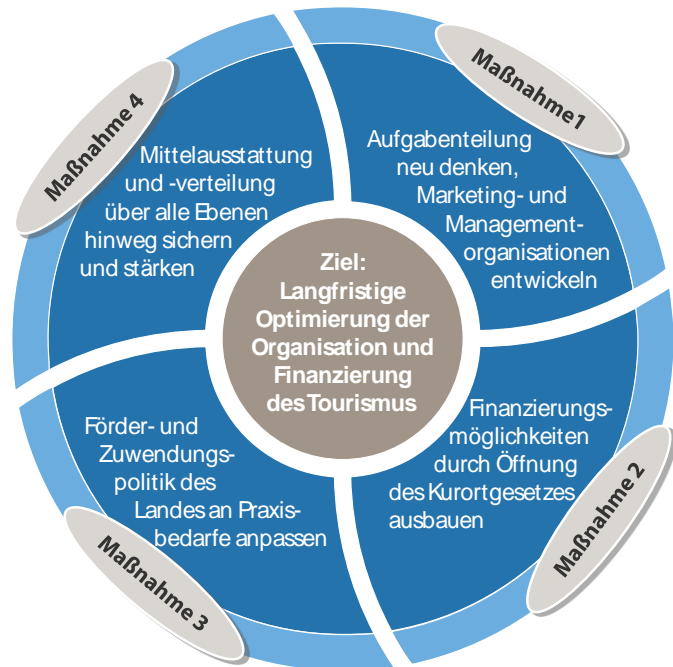 Ziel:
Langfristige
Optimierung der
Organisation und
Finanzierung
des Tourismus
Maßnahme1
Aufgabenteilung
neu denken,
Marketing- und
Management-
organisationen
entwickeln
Maßnahme 2
Finanzierungs-
möglichkeiten
durch Öffnung
des Kurortgesetzes
ausbauen
Maßnahme 3
Förder- und
Zuwendungs-
politik des
Landes an Praxis-
bedarfe anpassen
Maßnahme 4
Mittelausstattung
und -verteilung
über alle Ebenen
hinweg sichern
und stärken